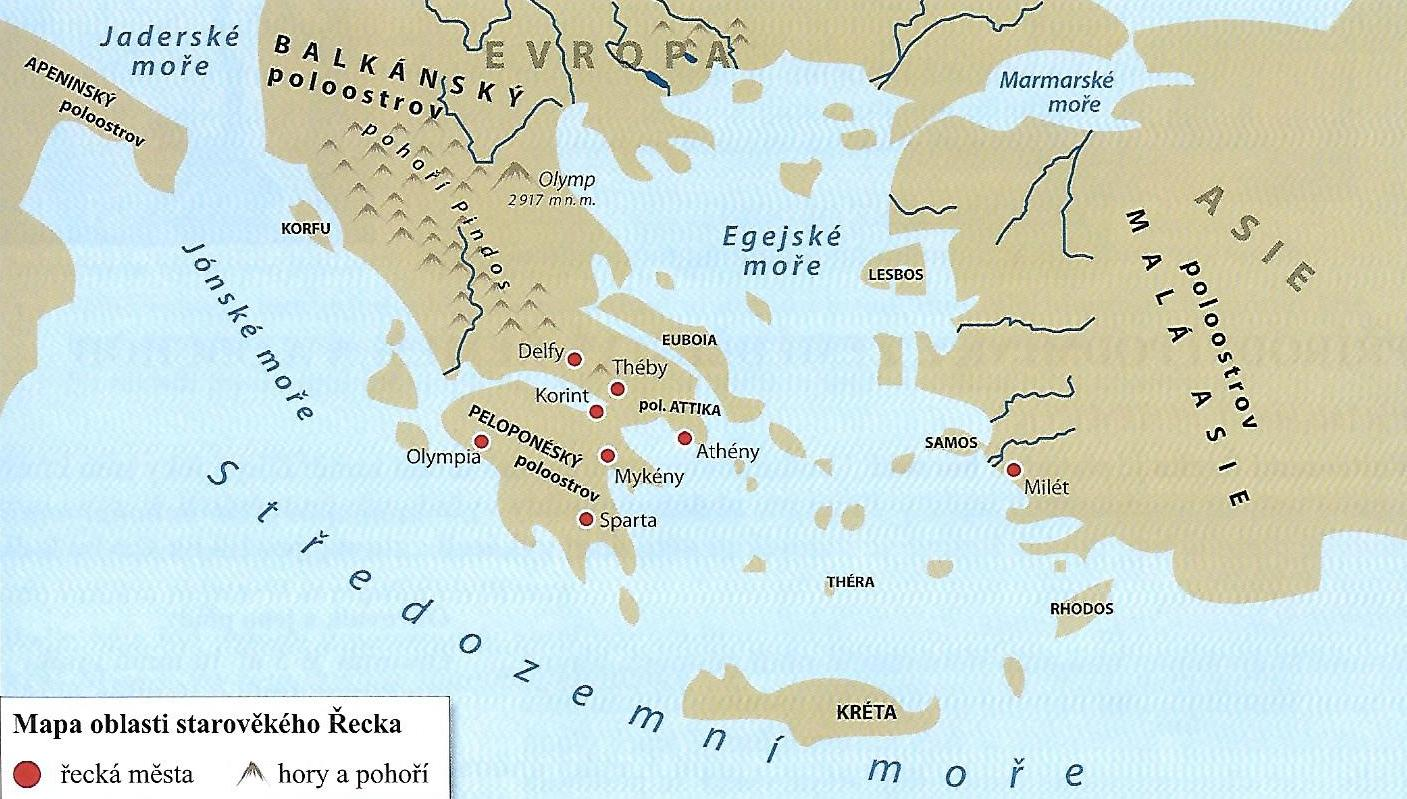 Jaderské
moře
APENINSKÝ
poloostrov
BALKÁNSKÝ
poloostrov
EVROPA
Marmarské
moře
pohoří Pindos
Olymp
2917 m n. m.
KORFU
Egejské
moře
LESBOS
ASIE
poloostrov
MALÁ ASIE
Jónské moře
EUBOIA
Delfy
Théby
Korint
pol. ATTIKA
PELOPONÉSKÝ
poloostrov
Olympia
Athény
Mykény
SAMOS
Milét
Sparta
THÉRA
RHODOS
Středozemní moře
KRÉTA
Mapa oblasti starověkého Řecka
řecká města
hory a pohoří